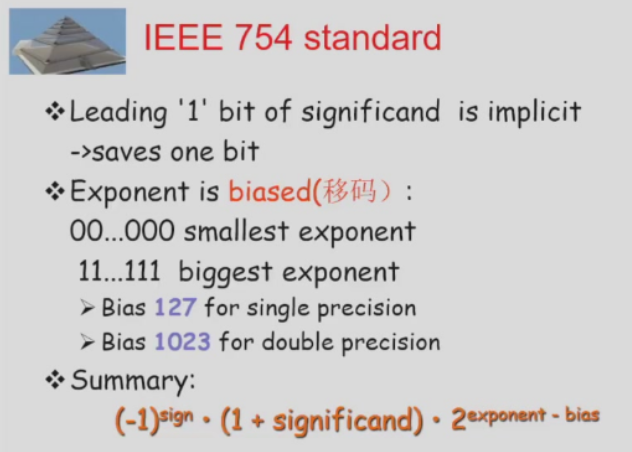 IEEE 754 standard
❖Leading '1' bit of significand is implicit
->saves one bit
❖Exponent is biased(移码）:
00...000 smallest exponent
11...111 biggest exponent
➢Bias 127 for single precision
➢Bias 1023 for double precision
❖Summary:
(-1)^sign · (1 + significand) · 2^exponent - bias